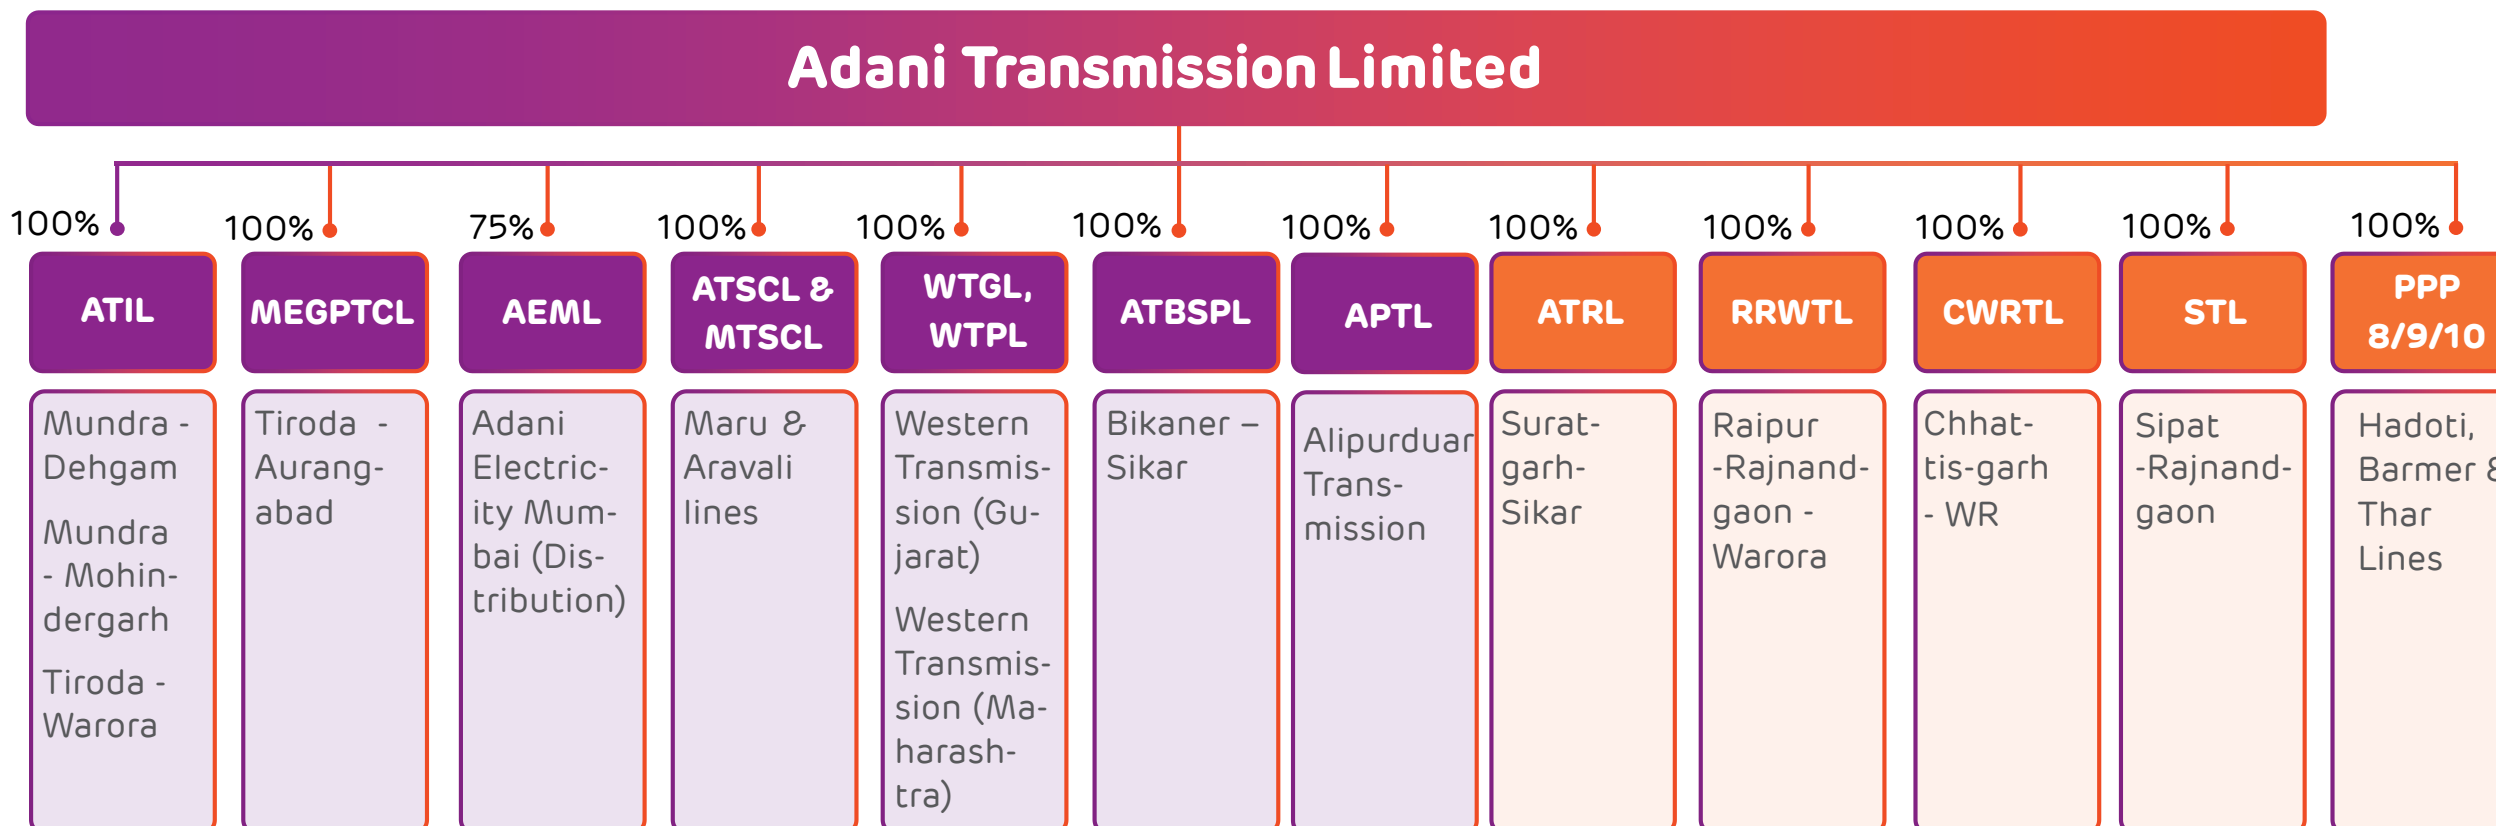 Adani Transmission Limited
100%
100%
75%
100%
100%
100%
100%
100%
100%
100%
100%
100%
ATIL
MEGPTCL
AEML
ATSCL &
MTSCL
WTGL,
WTPL
ATBSPL
APTL
ATRL
RRWTL
CWRTL
STL
PPP
8/9/10
Mundra -
Dehgam
Mundra
- Mohin-
dergarh
Tiroda -
Warora
Tiroda -
Aurang-
abad
Adani
Electric-
ity Mum-
bai (Dis-
tribution)
Maru &
Aravali
lines
Western
Transmis-
sion (Gu-
jarat)
Western
Transmis-
sion (Ma-
harash-
tra)
Bikaner –
Sikar
Alipurduar
Trans-
mission
Surat-
garh-
Sikar
Raipur
-Rajnand-
gaon -
Warora
Chhat-
tis-garh
- WR
Sipat
-Rajnand-
gaon
Hadoti,
Barmer &
Thar
Lines